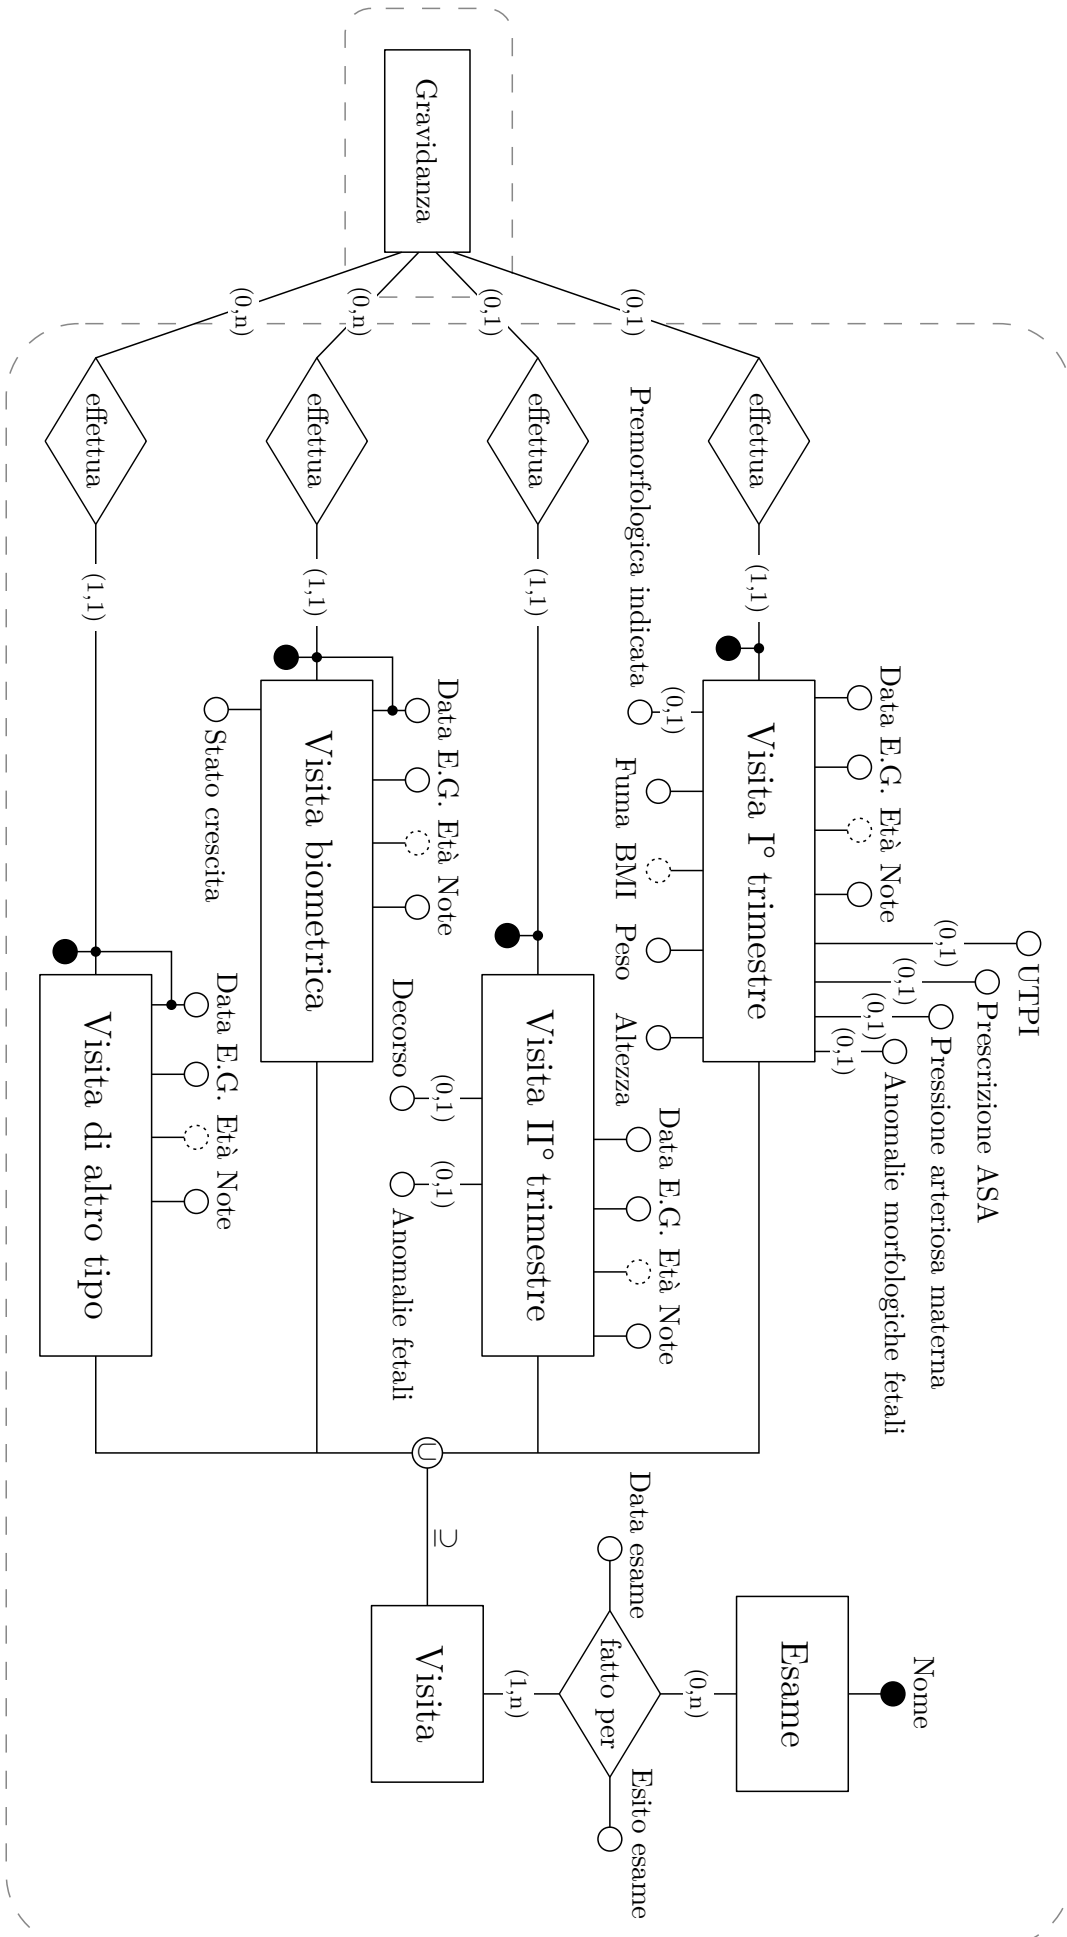 Gravidanza
(0,1)
(0,1)
(0,n)
(0,n)
effettua
effettua
effettua
effettua
(1,1)
(1,1)
(1,1)
(1,1)
UTPI
(0,1)
Prescrizione ASA
(0,1)
Pressione arteriosa materna
(0,1)
Anomalie morfologiche fetali
(0,1)
Data E.G. Età Note
Visita I° trimestre
Premorfologica indicata
(0,1)
Fuma BMI Peso Altezza
Data E.G. Età Note
Visita II° trimestre
(0,1)
(0,1)
Decorso
Anomalie fetali
Data E.G. Età Note
Visita biometrica
Stato crescita
Data E.G. Età Note
Visita di altro tipo
∪
⊆
Nome
Esame
(0,n)
Data esame
fatto per
Esito esame
(1,n)
Visita